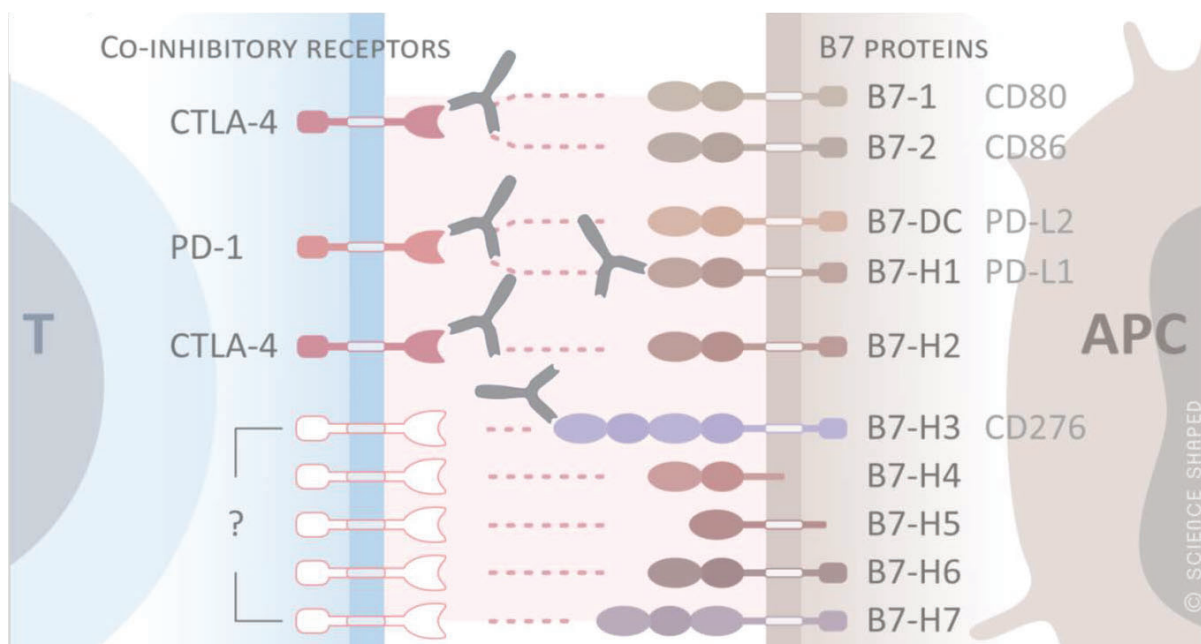 CO-INHIBITORY RECEPTORS
B7 PROTEINS
CTLA-4
B7-1 CD80
B7-2 CD86
PD-1
B7-DC PD-L2
B7-H1 PD-L1
T
CTLA-4
B7-H2
APC
B7-H3 CD276
B7-H4
?
B7-H5
B7-H6
B7-H7
© SCIENCE SHAPED